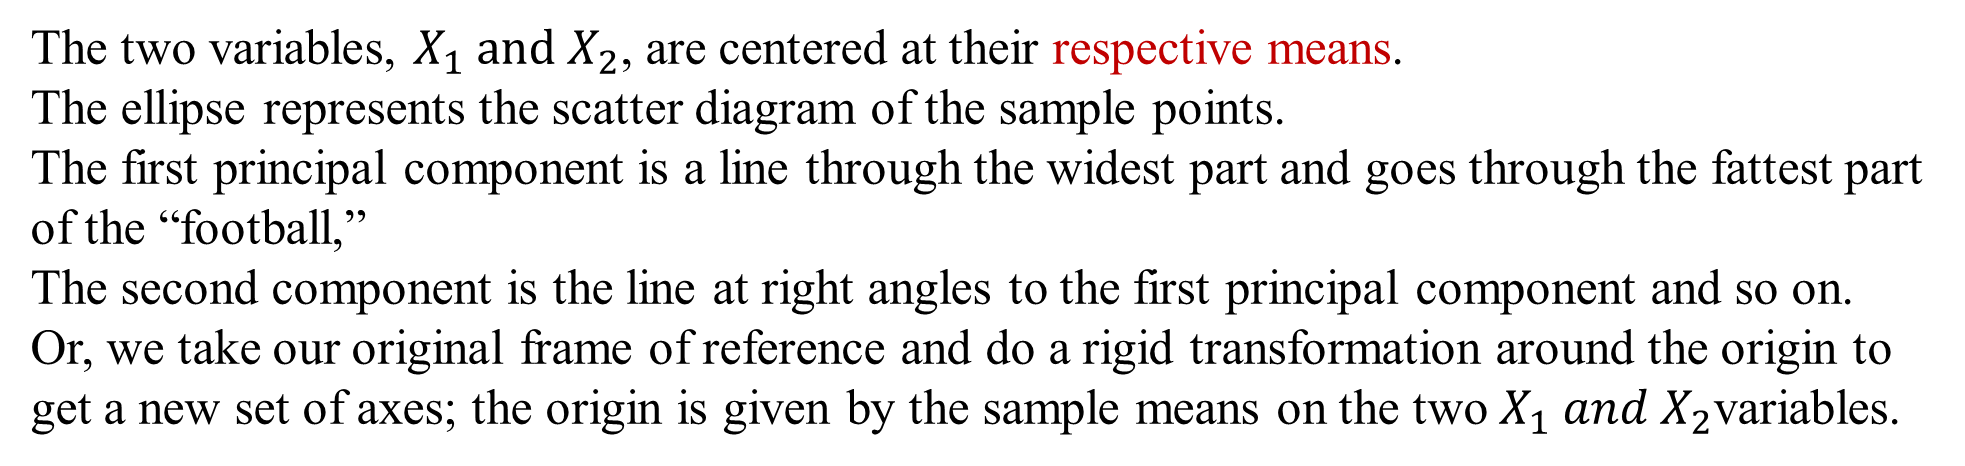 The two variables, X₁ and X₂, are centered at their respective means.
The ellipse represents the scatter diagram of the sample points.
The first principal component is a line through the widest part and goes through the fattest part
of the “football,”
The second component is the line at right angles to the first principal component and so on.
Or, we take our original frame of reference and do a rigid transformation around the origin to
get a new set of axes; the origin is given by the sample means on the two X₁ and X₂variables.